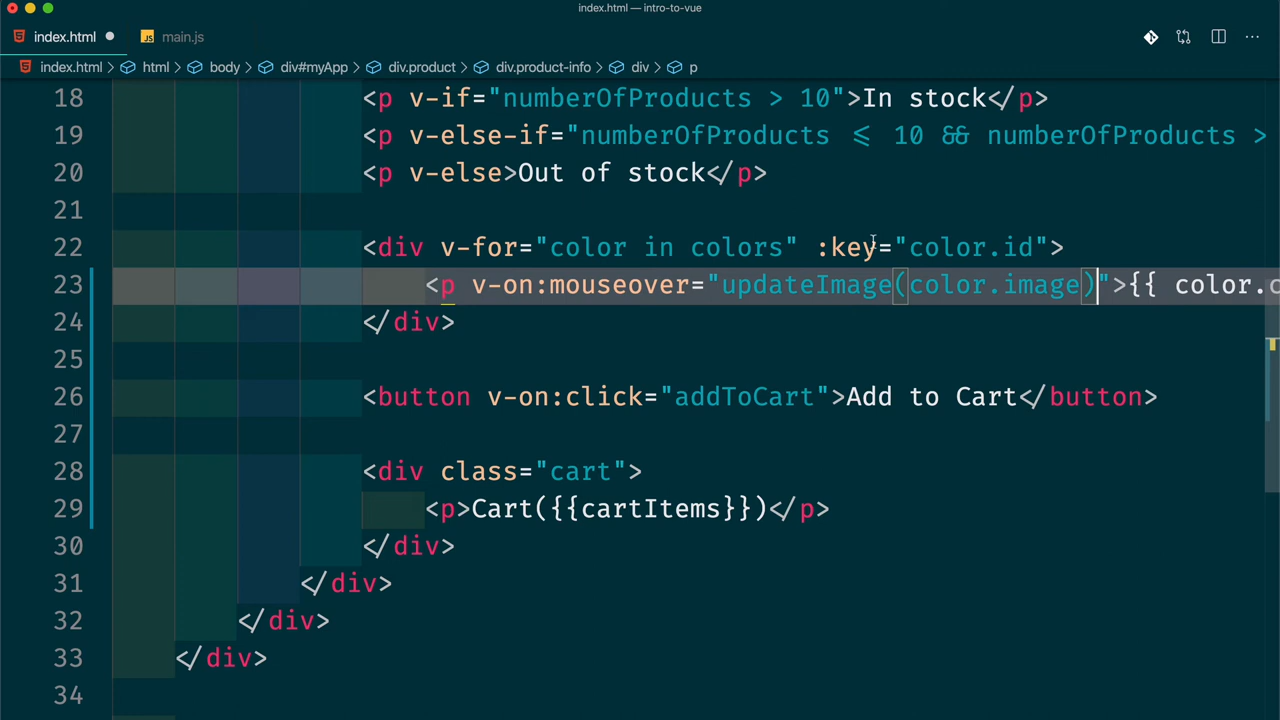 index.html — intro-to-vue
index.html ● JS main.js ...
index.html > html > body > div#myApp > div.product > div.product-info > div > p
18 <p v-if="numberOfProducts > 10">In stock</p>
19 <p v-else-if="numberOfProducts <= 10 && numberOfProducts >
20 <p v-else>Out of stock</p>
21
22 <div v-for="color in colors" :key="color.id">
23 <p v-on:mouseover="updateImage(color.image)">{{ color.c
24 </div>
25
26 <button v-on:click="addToCart">Add to Cart</button>
27
28 <div class="cart">
29 <p>Cart({{cartItems}})</p>
30 </div>
31 </div>
32 </div>
33 </div>
34